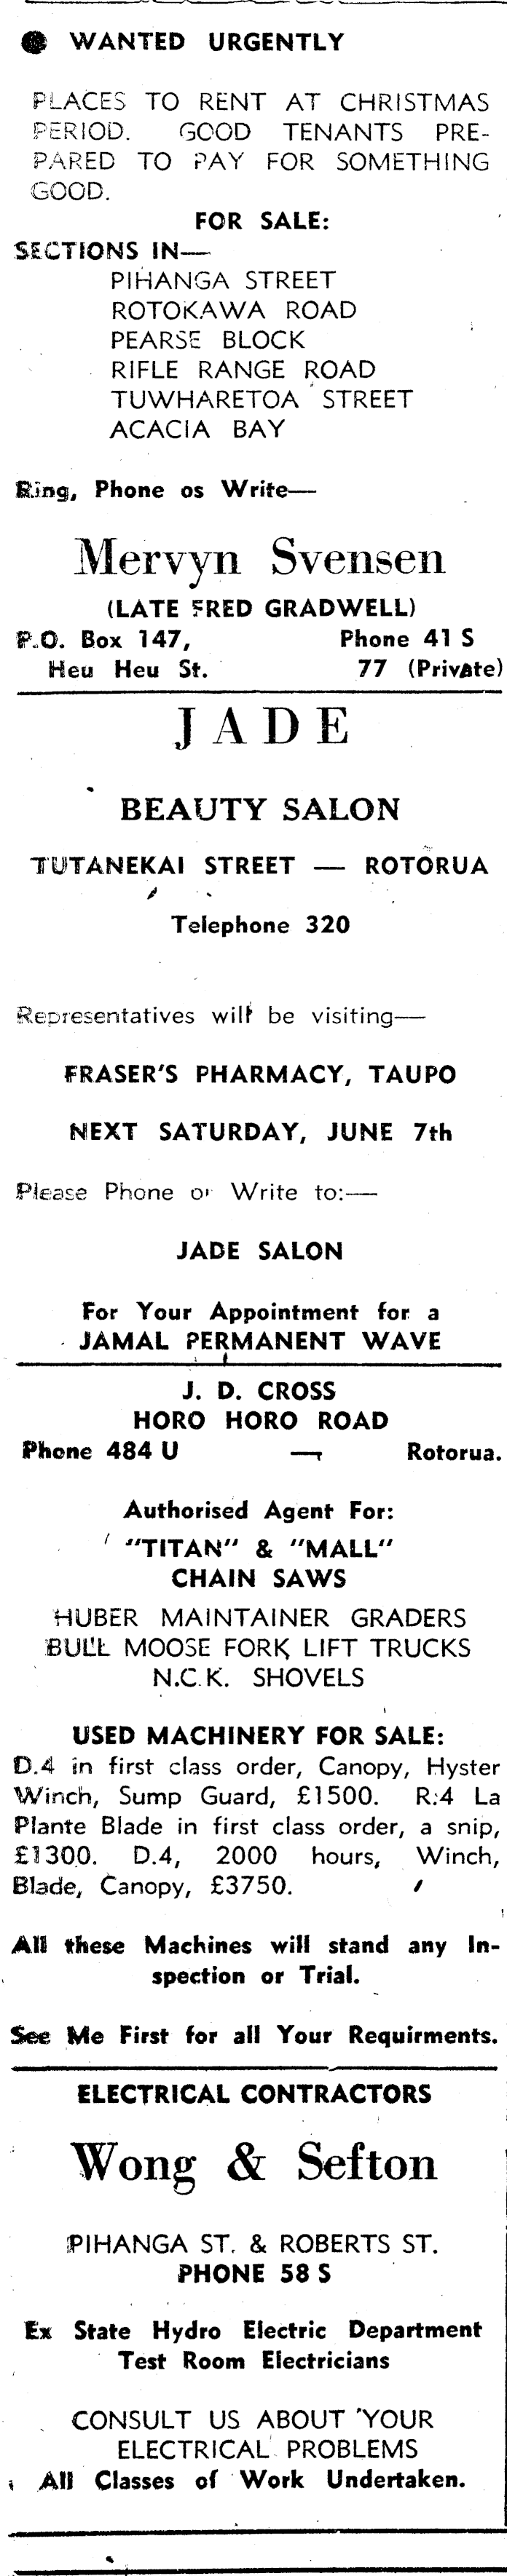 ● WANTED URGENTLY
PLACES TO RENT AT CHRISTMAS
PERIOD. GOOD TENANTS PRE-
PARED TO PAY FOR SOMETHING
GOOD.
FOR SALE:
SECTIONS IN—
PIHANGA STREET
ROTOKAWA ROAD
PEARSE BLOCK
RIFLE RANGE ROAD
TUWHARETOA STREET
ACACIA BAY
Ring, Phone os Write—
Mervyn Svensen
(LATE FRED GRADWELL)
P.O. Box 147, Phone 41 S
Heu Heu St. 77 (Private)
JADE
BEAUTY SALON
TUTANEKAI STREET — ROTORUA
Telephone 320
Representatives will be visiting—
FRASER'S PHARMACY, TAUPO
NEXT SATURDAY, JUNE 7th
Please Phone or Write to:—
JADE SALON
For Your Appointment for a
JAMAL PERMANENT WAVE
J. D. CROSS
HORO HORO ROAD
Phone 484 U — Rotorua.
Authorised Agent For:
"TITAN" & "MALL"
CHAIN SAWS
HUBER MAINTAINER GRADERS
BULL MOOSE FORK LIFT TRUCKS
N.C.K. SHOVELS
USED MACHINERY FOR SALE:
D.4 in first class order, Canopy, Hyster
Winch, Sump Guard, £1500. R:4 La
Plante Blade in first class order, a snip,
£1300. D.4, 2000 hours, Winch,
Blade, Canopy, £3750.
All these Machines will stand any In-
spection or Trial.
See Me First for all Your Requirments.
ELECTRICAL CONTRACTORS
Wong & Sefton
PIHANGA ST. & ROBERTS ST.
PHONE 58 S
Ex State Hydro Electric Department
Test Room Electricians
CONSULT US ABOUT YOUR
ELECTRICAL PROBLEMS
All Classes of Work Undertaken.